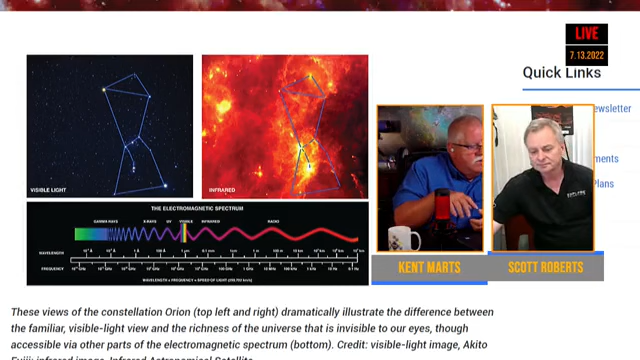 LIVE
7.13.2022
Quick Links
ewsletter
ments
Plans
VISIBLE LIGHT
INFRARED
THE ELECTROMAGNETIC SPECTRUM
GAMMA RAYS X-RAYS UV VISIBLE INFRARED RADIO
WAVELENGTH
FREQUENCY
KENT MARTS
SCOTT ROBERTS
These views of the constellation Orion (top left and right) dramatically illustrate the difference between
the familiar, visible-light view and the richness of the universe that is invisible to our eyes, though
accessible via other parts of the electromagnetic spectrum (bottom). Credit: visible-light image, Akito
Fujii; infrared image, Infrared Astronomical Satellite